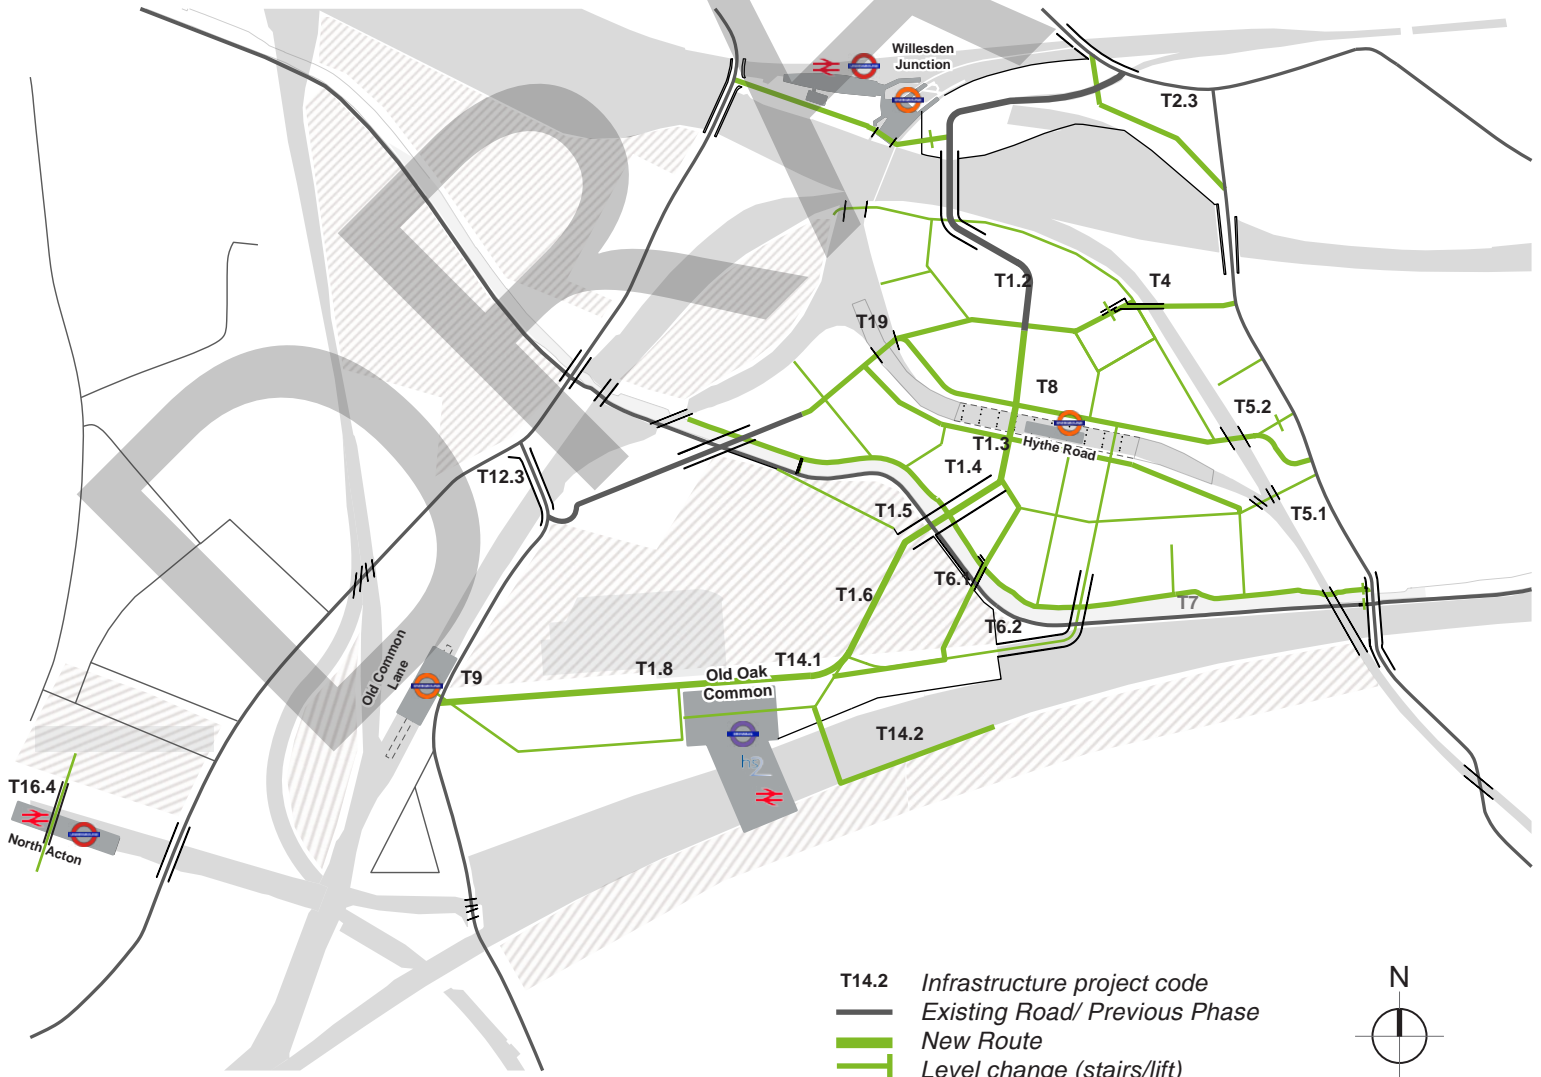 Willesden
Junction
T2.3
T1.2
T4
T19
T8
T5.2
T1.3
Hythe Road
T1.4
T12.3
T1.5
T5.1
T6.1
T1.6
T7
T6.2
Old Common
Lane
T9
T1.8
T14.1
Old Oak
Common
T14.2
T16.4
North Acton
T14.2 Infrastructure project code
Existing Road/ Previous Phase
New Route
Level change (stairs/lift)
N